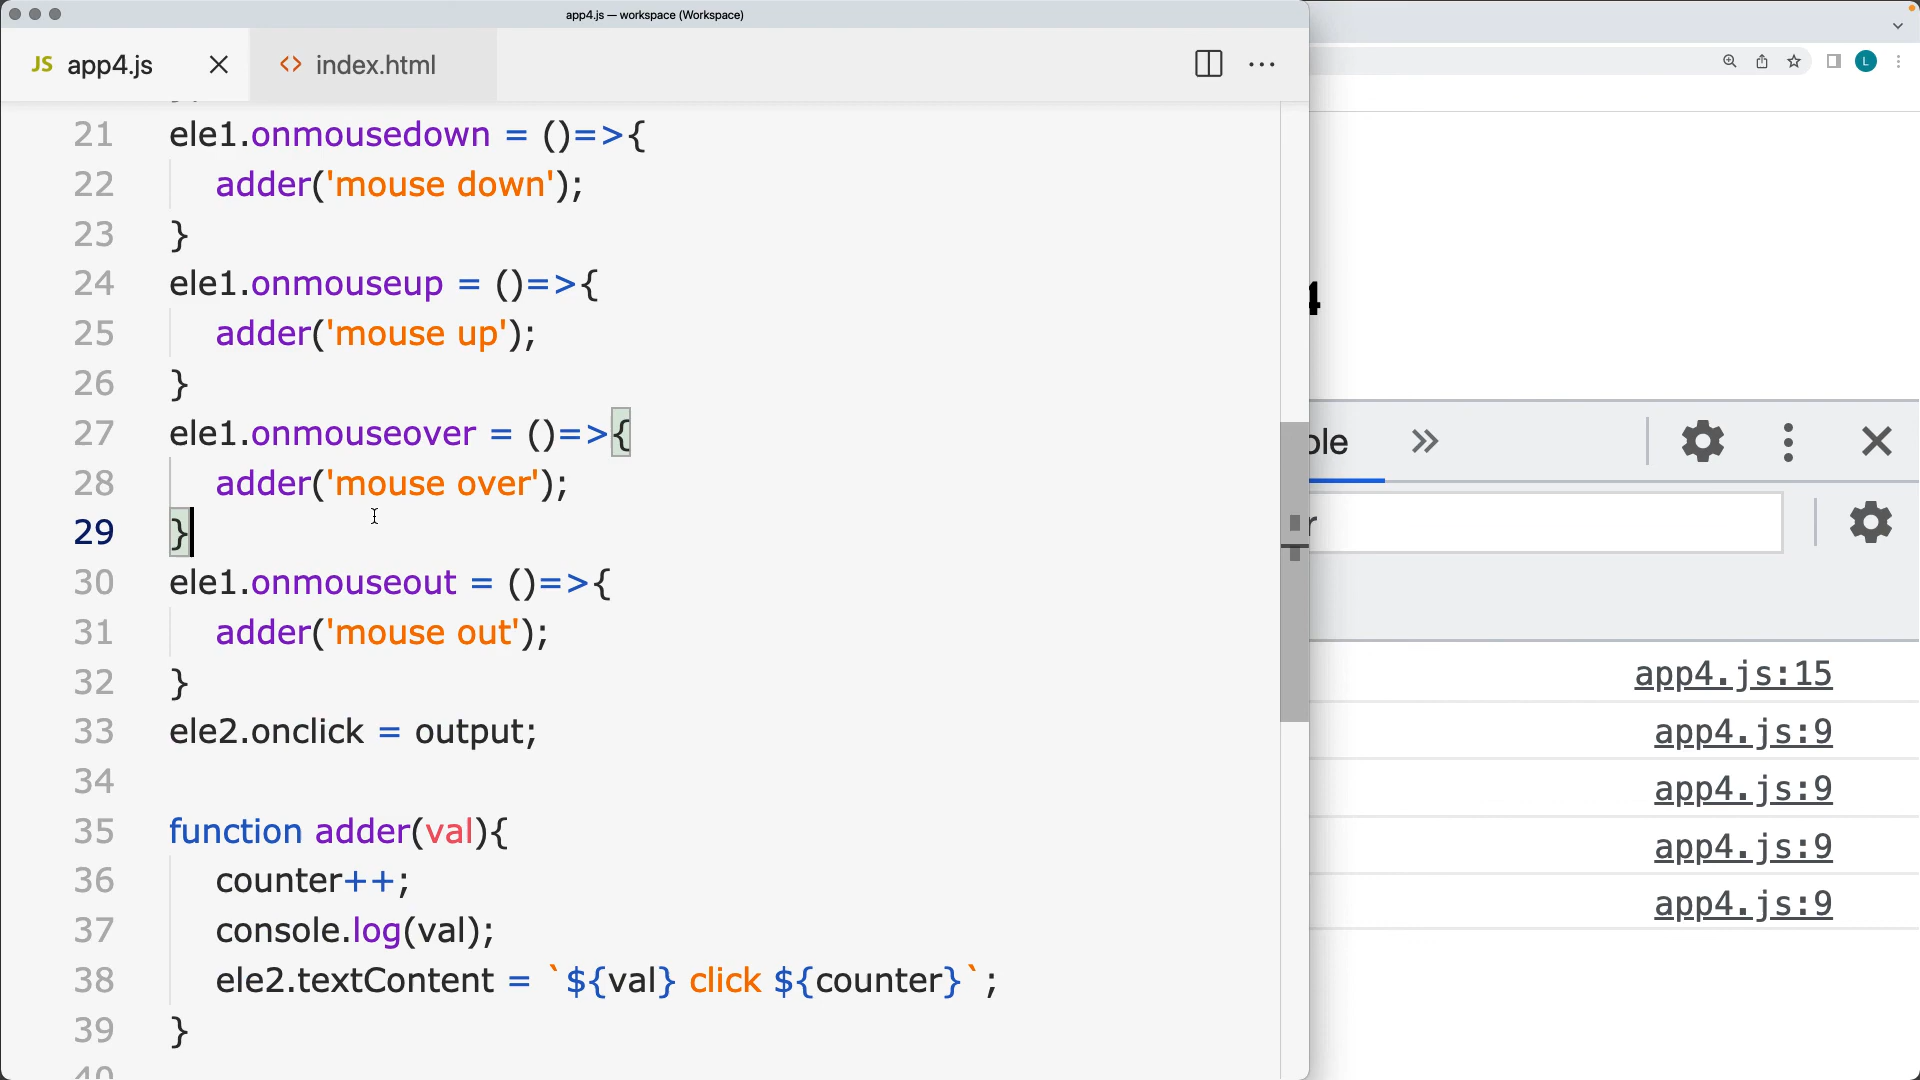 app4.js — workspace (Workspace)
JS app4.js
<> index.html
L
21 ele1.onmousedown = ()=>{
22 adder('mouse down');
23 }
24 ele1.onmouseup = ()=>{
25 adder('mouse up');
26 }
27 ele1.onmouseover = ()=>{
28 adder('mouse over');
29 }
30 ele1.onmouseout = ()=>{
31 adder('mouse out');
32 }
33 ele2.onclick = output;
34
35 function adder(val){
36 counter++;
37 console.log(val);
38 ele2.textContent = `${val} click ${counter}`;
39 }
40
4
ole
r
app4.js:15
app4.js:9
app4.js:9
app4.js:9
app4.js:9